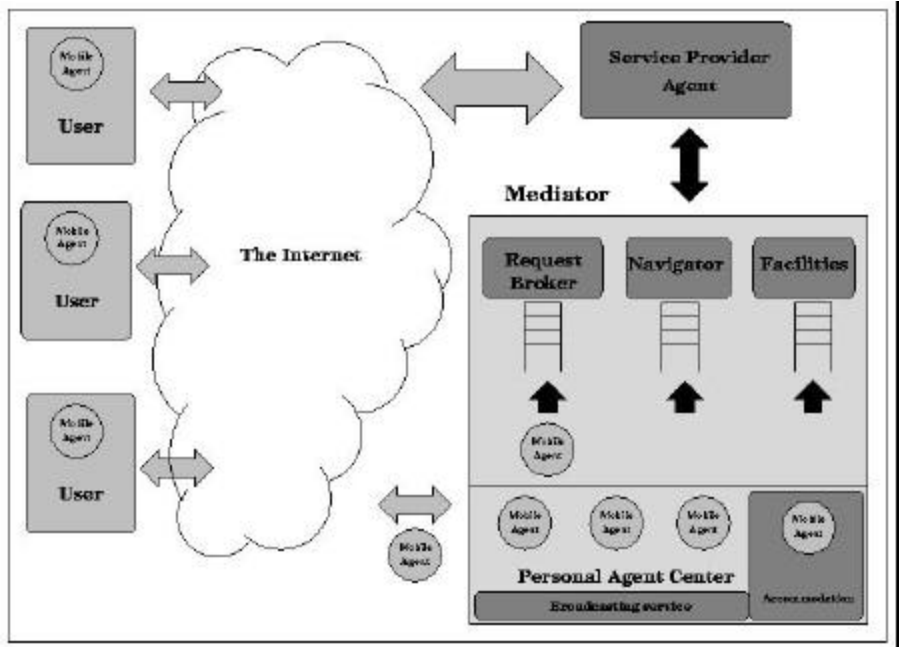 Mobile
Agent
User
Mobile
Agent
User
Mobile
Agent
User
The Internet
Service Provider
Agent
Mediator
Request
Broker
Navigator
Facilities
Mobile
Agent
Mobile
Agent
Mobile
Agent
Mobile
Agent
Mobile
Agent
Mobile
Agent
Personal Agent Center
Broadcasting service
Accommodation